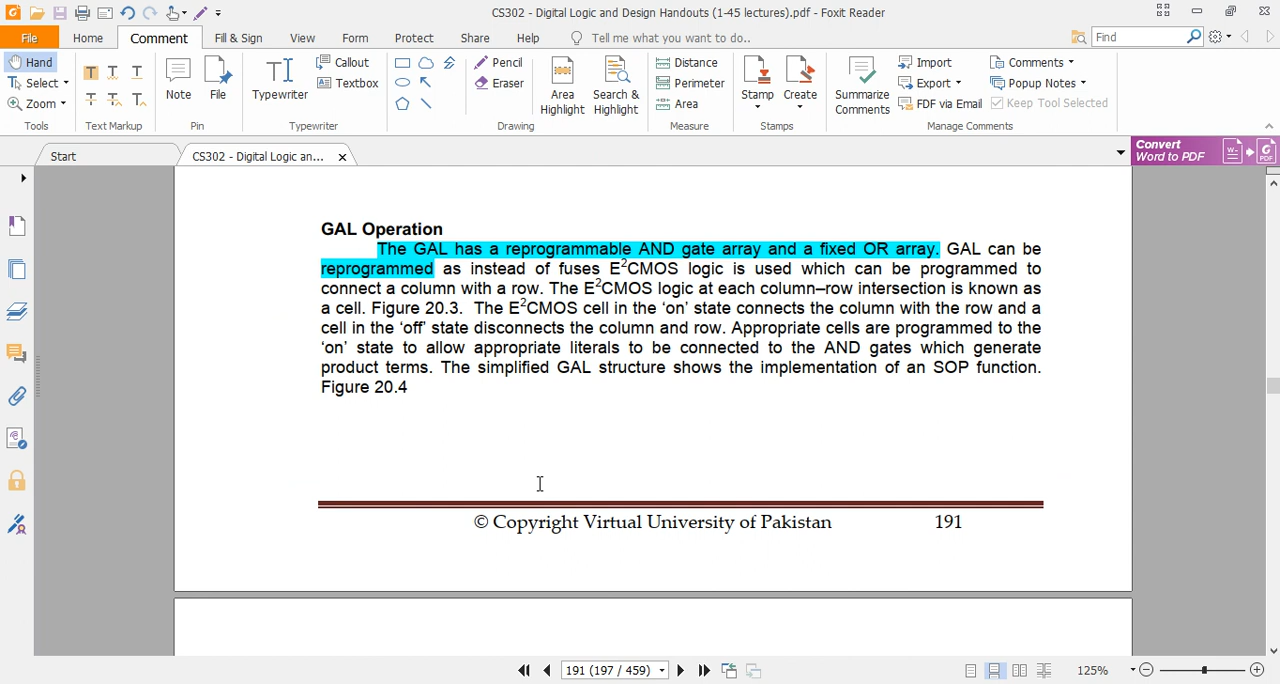 CS302 - Digital Logic and Design Handouts (1-45 lectures).pdf - Foxit Reader
File Home Comment Fill & Sign View Form Protect Share Help Tell me what you want to do.. Find
Hand Callout Pencil Distance Import Comments
Select Note File Typewriter Textbox Eraser Area Highlight Search & Highlight Perimeter Stamp Create Summarize Comments Export Popup Notes
Zoom Area FDF via Email Keep Tool Selected
Tools Text Markup Pin Typewriter Drawing Measure Stamps Manage Comments
Start CS302 - Digital Logic an... Convert Word to PDF
GAL Operation
The GAL has a reprogrammable AND gate array and a fixed OR array. GAL can be
reprogrammed as instead of fuses E²CMOS logic is used which can be programmed to
connect a column with a row. The E²CMOS logic at each column–row intersection is known as
a cell. Figure 20.3. The E²CMOS cell in the ‘on’ state connects the column with the row and a
cell in the ‘off’ state disconnects the column and row. Appropriate cells are programmed to the
‘on’ state to allow appropriate literals to be connected to the AND gates which generate
product terms. The simplified GAL structure shows the implementation of an SOP function.
Figure 20.4
© Copyright Virtual University of Pakistan 191
191 (197 / 459) 125%